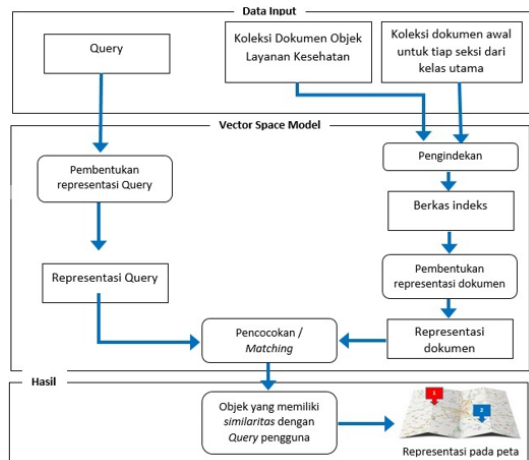 Data Input
Query
Koleksi Dokumen Objek
Layanan Kesehatan
Koleksi dokumen awal
untuk tiap seksi dari
kelas utama
Vector Space Model
Pembentukan
representasi Query
Pengindekan
Berkas indeks
Representasi Query
Pembentukan
representasi dokumen
Pencocokan /
Matching
Representasi
dokumen
Hasil
Objek yang memiliki
similaritas dengan
Query pengguna
1
2
Representasi pada peta